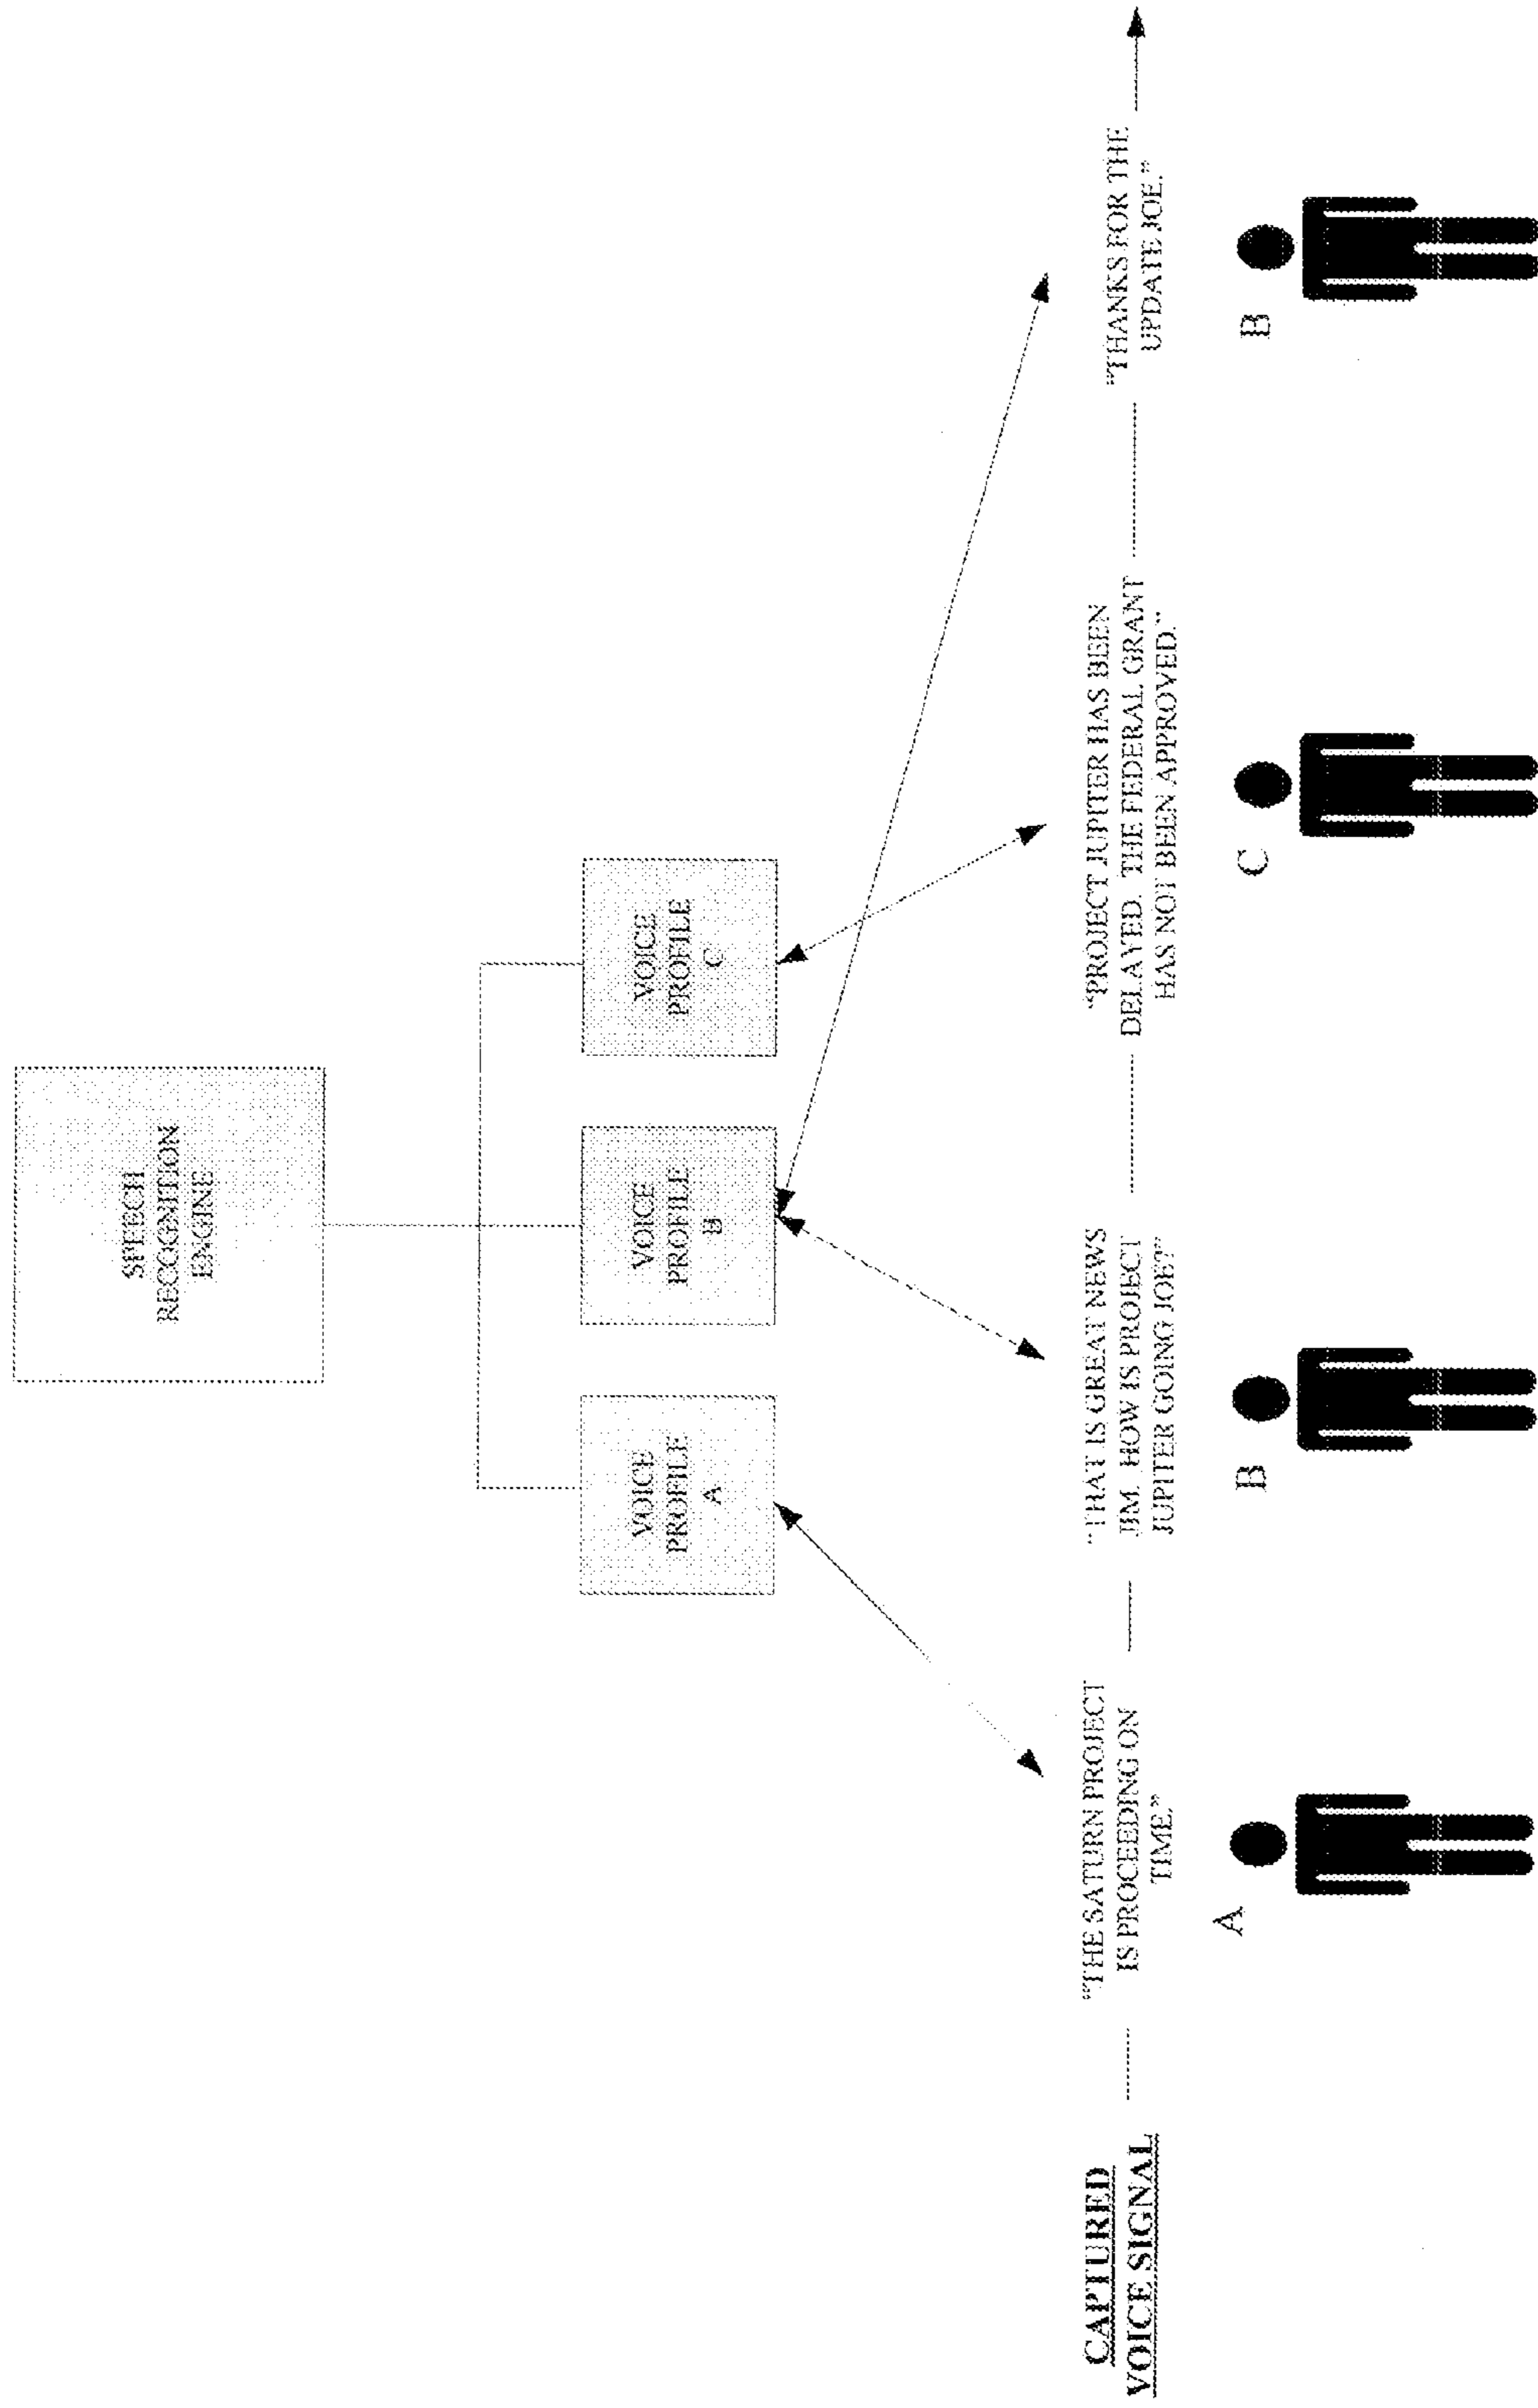 SPEECH
RECOGNITION
ENGINE
VOICE
PROFILE
A
VOICE
PROFILE
B
VOICE
PROFILE
C
CAPTURED
VOICE SIGNAL
"THE SATURN PROJECT
IS PROCEEDING ON
TIME."
"THAT IS GREAT NEWS
JIM. HOW IS PROJECT
JUPITER GOING JOE?"
"PROJECT JUPITER HAS BEEN
DELAYED. THE FEDERAL GRANT
HAS NOT BEEN APPROVED."
"THANKS FOR THE
UPDATE JOE."
A
B
C
B